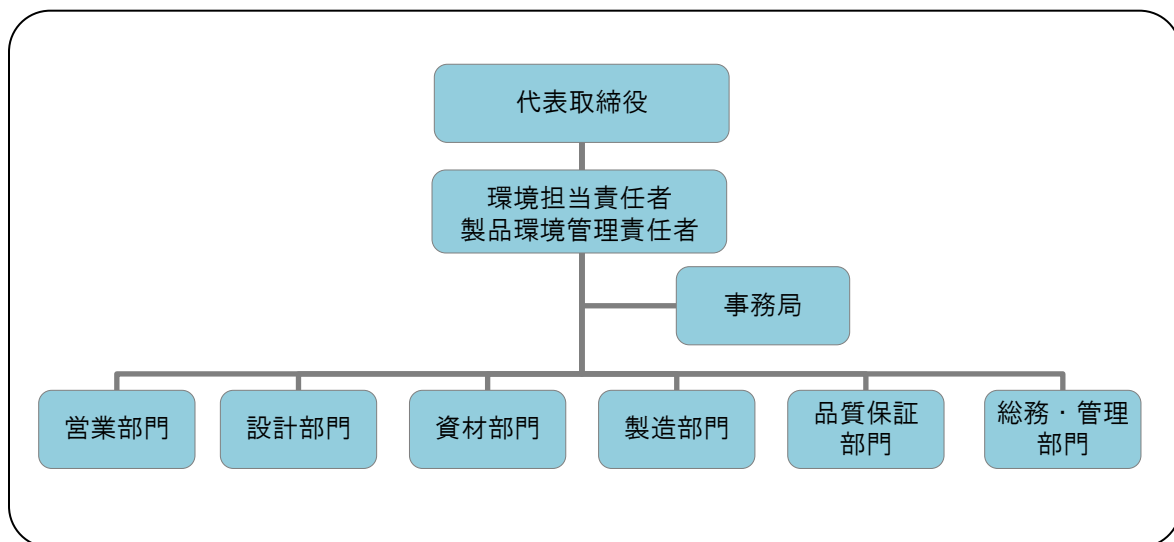 代表取締役
環境担当責任者
製品環境管理責任者
事務局
営業部門
設計部門
資材部門
製造部門
品質保証
部門
総務・管理
部門